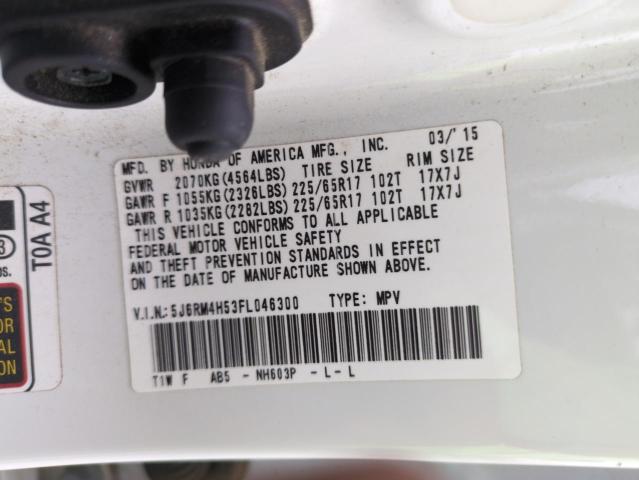 MFD. BY HONDA OF AMERICA MFG., INC. 03/'15
GVWR 2070KG(4564LBS) TIRE SIZE RIM SIZE
GAWR F 1055KG(2326LBS) 225/65R17 102T 17X7J
GAWR R 1035KG(2282LBS) 225/65R17 102T 17X7J
THIS VEHICLE CONFORMS TO ALL APPLICABLE
FEDERAL MOTOR VEHICLE SAFETY
AND THEFT PREVENTION STANDARDS IN EFFECT
ON THE DATE OF MANUFACTURE SHOWN ABOVE.
V.I.N.:5J6RM4H53FL046300 TYPE: MPV
T1W F AB5 - NH603P - L- L
T0A A4